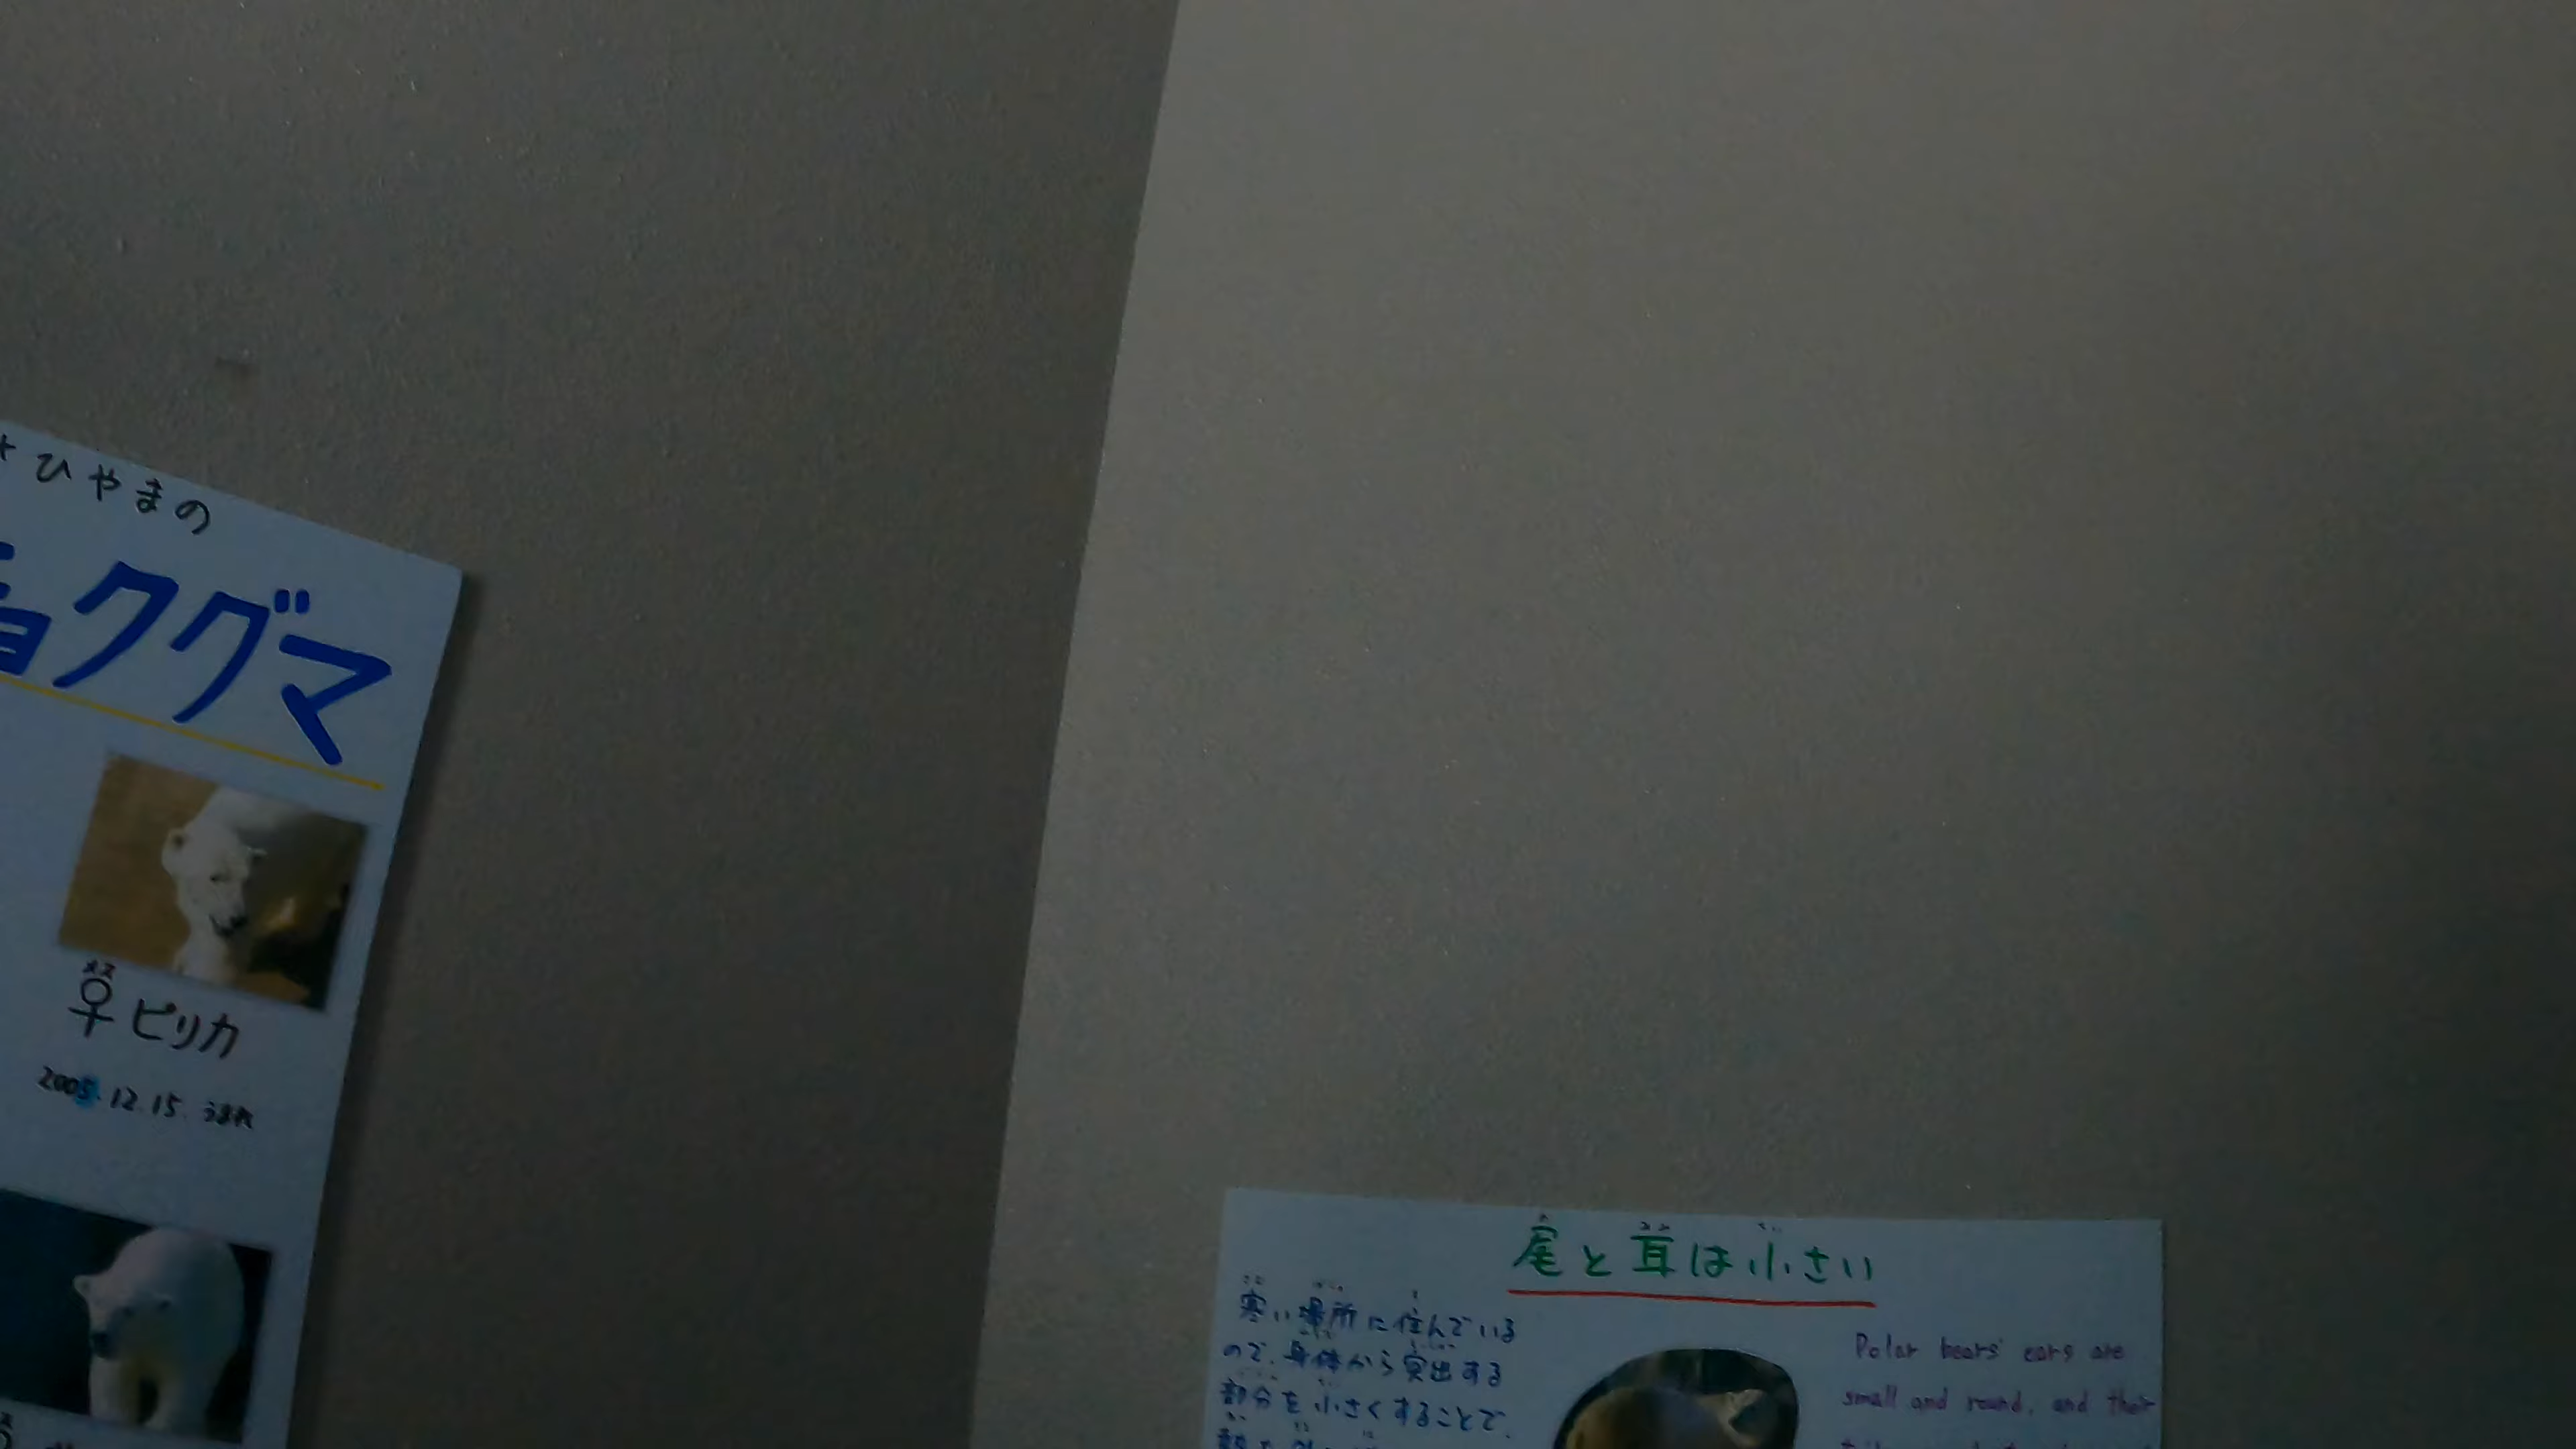 ひやまの
ョクグマ
メス
♀ピリカ
2005.12.15.うまれ
尾と耳は小さい
寒い場所に住んでいる
ので、身体から突出する
部分を小さくすることで、
Polar bears' ears are
small and round, and their